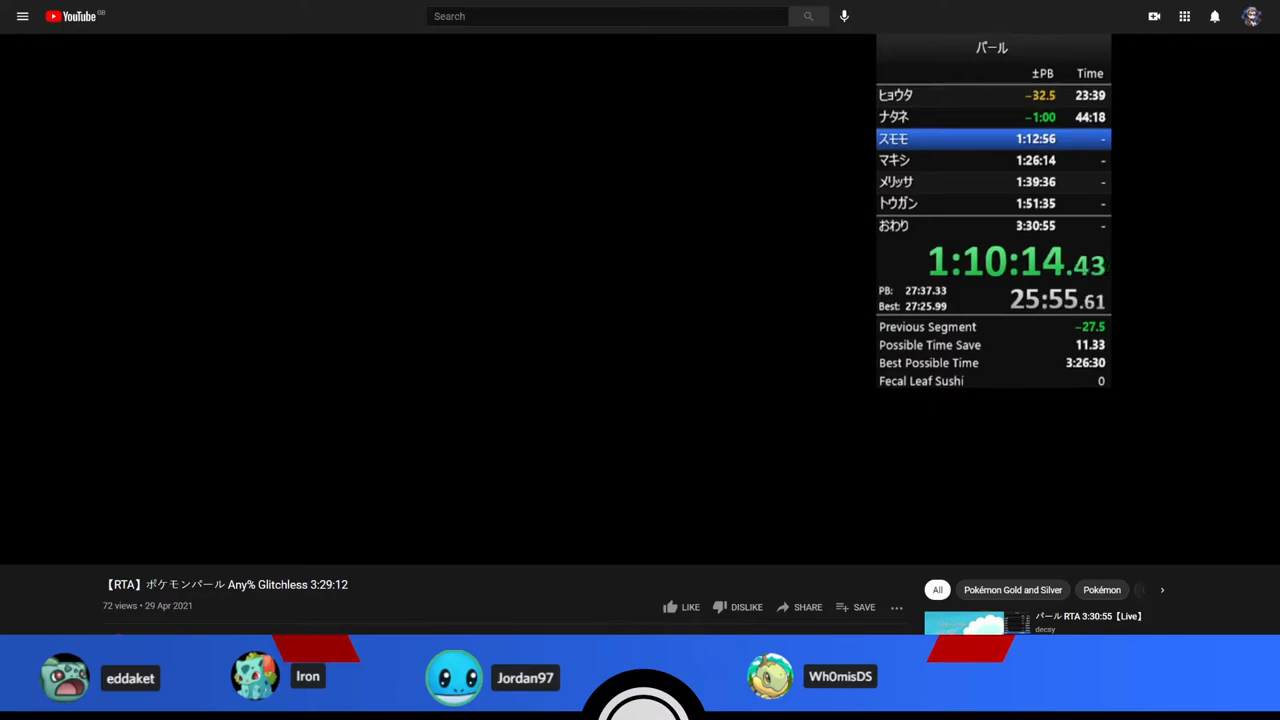 YouTube GB
Search
パール
±PB Time
ヒョウタ -32.5 23:39
ナタネ -1:00 44:18
スモモ 1:12:56 -
マキシ 1:26:14 -
メリッサ 1:39:36 -
トウガン 1:51:35 -
おわり 3:30:55 -
1:10:14.43
PB: 27:37.33
Best: 27:25.99
25:55.61
Previous Segment -27.5
Possible Time Save 11.33
Best Possible Time 3:26:30
Fecal Leaf Sushi 0
【RTA】ポケモンパール Any% Glitchless 3:29:12
72 views • 29 Apr 2021
LIKE DISLIKE SHARE SAVE
All Pokémon Gold and Silver Pokémon
パール RTA 3:30:55【Live】
decsy
eddaket Iron Jordan97 Wh0misDS